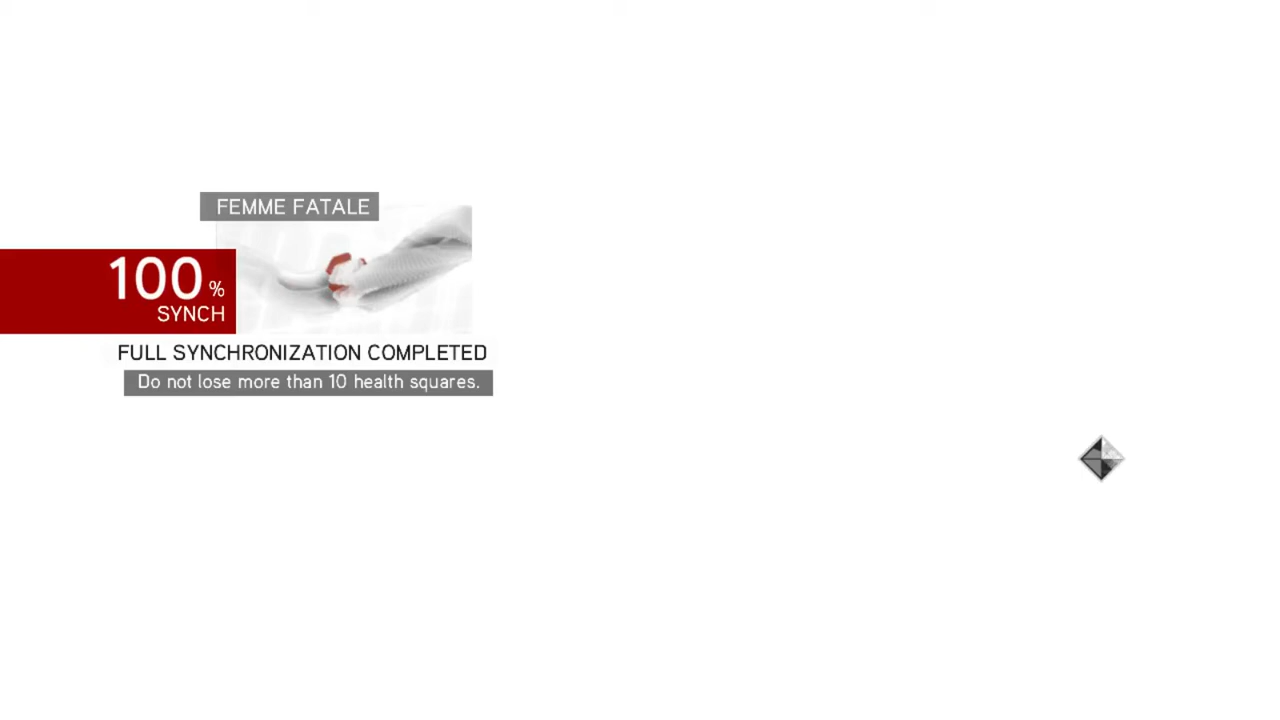 FEMME FATALE
100 %
SYNCH
FULL SYNCHRONIZATION COMPLETED
Do not lose more than 10 health squares.